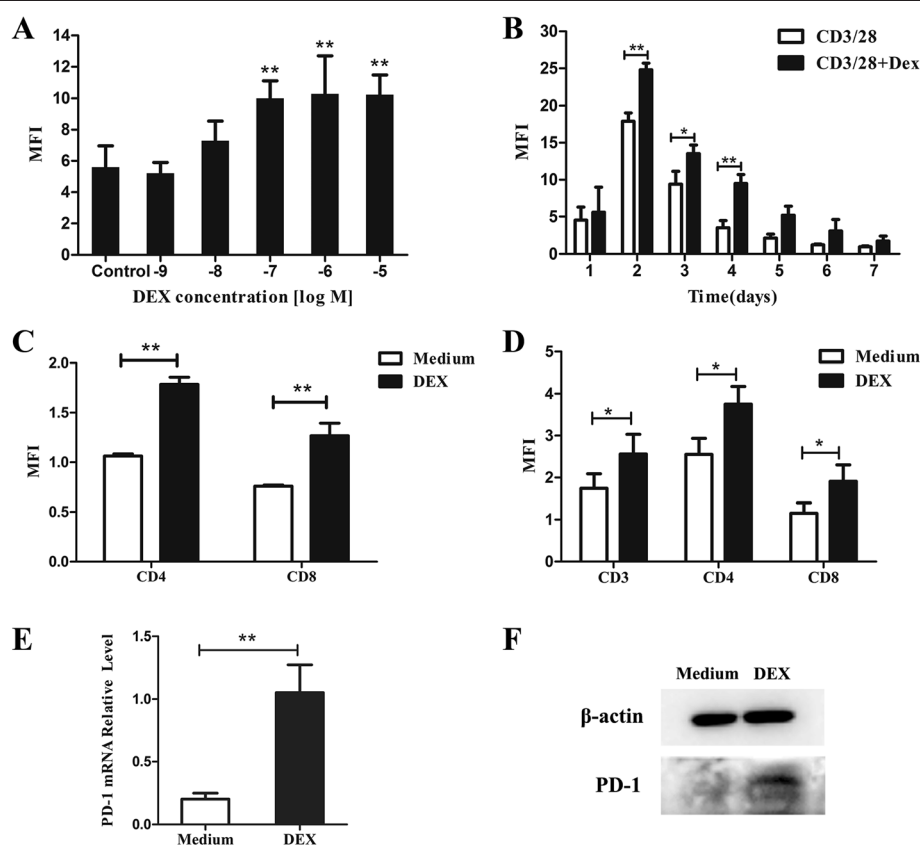 A
MFI
14
12
10
8
6
4
2
0
** ** **
Control -9 -8 -7 -6 -5
DEX concentration [log M]
B
CD3/28
CD3/28+Dex
MFI
30
25
20
15
10
5
0
** * **
1 2 3 4 5 6 7
Time(days)
C
Medium
DEX
MFI
2.0
1.5
1.0
0.5
0.0
** **
CD4 CD8
D
Medium
DEX
MFI
5
4
3
2
1
0
* * *
CD3 CD4 CD8
E
PD-1 mRNA Relative Level
1.5
1.0
0.5
0.0
**
Medium DEX
F
Medium DEX
β-actin
PD-1